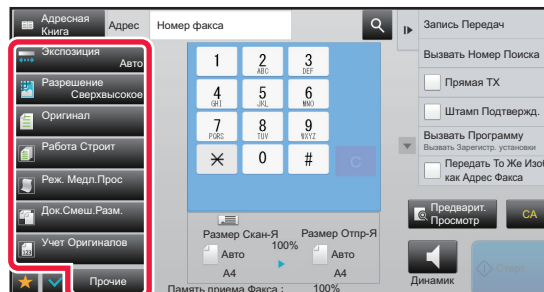 Адресная
Книга
Адрес
Номер факса
Экспозиция
Авто
Разрешение
Сверхвысокое
Оригинал
Работа Строит
Реж. Медл.Прос
Док.Смеш.Разм.
Учет Оригиналов
Прочие
1
2
ABC
3
DEF
4
GHI
5
JKL
6
MNO
7
PQRS
8
TUV
9
WXYZ
0
#
C
Размер Скан-Я
Размер Отпр-Я
100%
Авто
Авто
A4
A4
Память приема Факса :
100%
Запись Передач
Вызвать Номер Поиска
Прямая TX
Штамп Подтвержд.
Вызвать Программу
Вызвать Зарегистр. установки
Передать То Же Изоб
как Адрес Факса
Предварит.
Просмотр
CA
Динамик
Старт